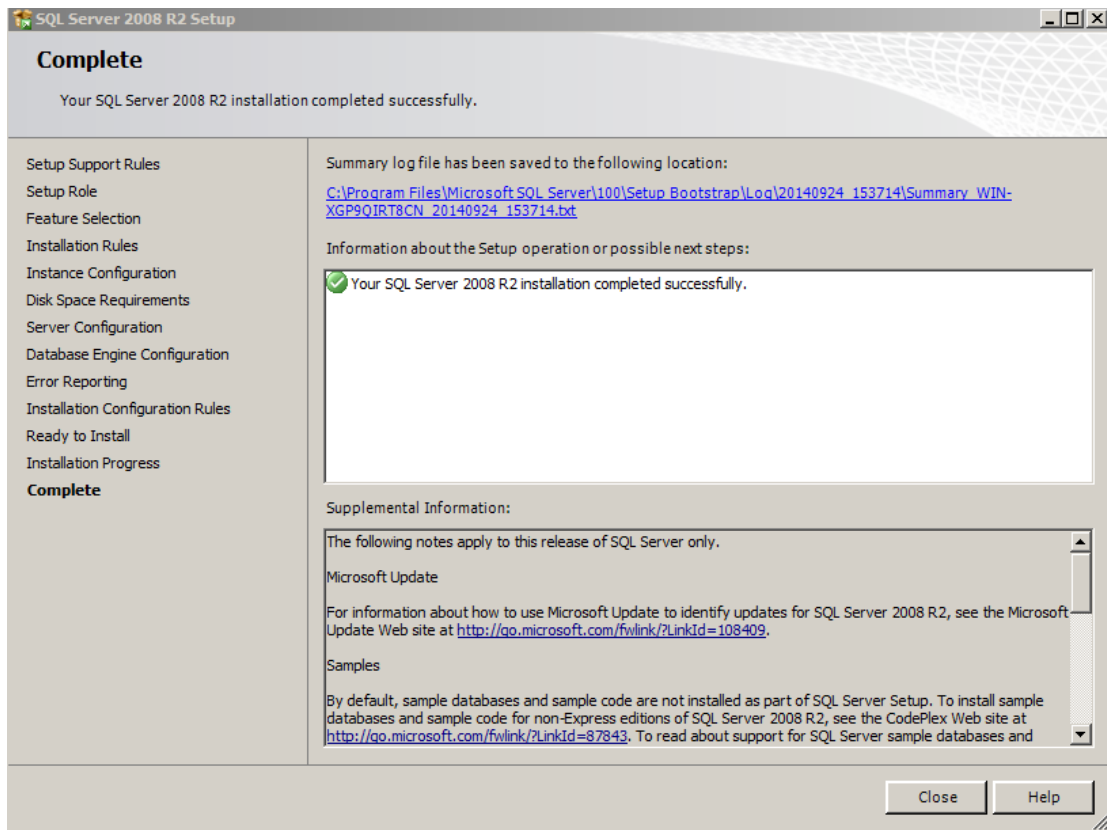 SQL Server 2008 R2 Setup
Complete
Your SQL Server 2008 R2 installation completed successfully.
Setup Support Rules
Setup Role
Feature Selection
Installation Rules
Instance Configuration
Disk Space Requirements
Server Configuration
Database Engine Configuration
Error Reporting
Installation Configuration Rules
Ready to Install
Installation Progress
Complete
Summary log file has been saved to the following location:
C:\Program Files\Microsoft SQL Server\100\Setup Bootstrap\Log\20140924_153714\Summary_WIN-
XGP9QIRT8CN_20140924_153714.txt
Information about the Setup operation or possible next steps:
Your SQL Server 2008 R2 installation completed successfully.
Supplemental Information:
The following notes apply to this release of SQL Server only.
Microsoft Update
For information about how to use Microsoft Update to identify updates for SQL Server 2008 R2, see the Microsoft
Update Web site at http://go.microsoft.com/fwlink/?LinkId=108409.
Samples
By default, sample databases and sample code are not installed as part of SQL Server Setup. To install sample
databases and sample code for non-Express editions of SQL Server 2008 R2, see the CodePlex Web site at
http://go.microsoft.com/fwlink/?LinkId=87843. To read about support for SQL Server sample databases and
Close
Help